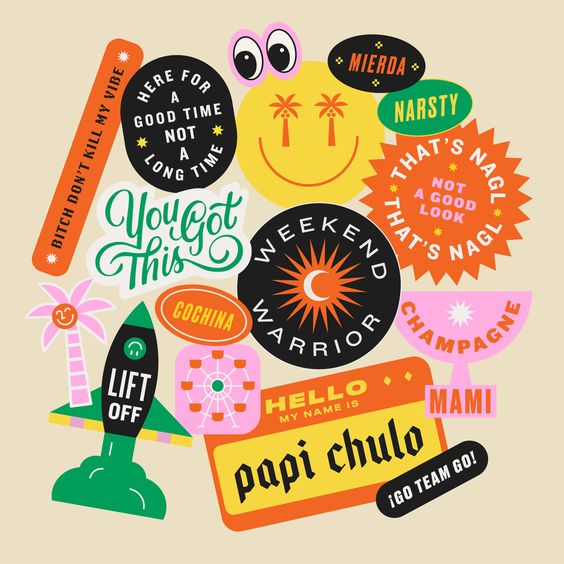 BITCH DON'T KILL MY VIBE
HERE FOR
A
GOOD TIME
NOT
A
LONG TIME
MIERDA
NARSTY
THAT'S NAGL
NOT
A GOOD
LOOK
THAT'S NAGL
You Got
This
WEEKEND
WARRIOR
COCHINA
CHAMPAGNE
MAMI
LIFT
OFF
HELLO
MY NAME IS
papi chulo
¡GO TEAM GO!